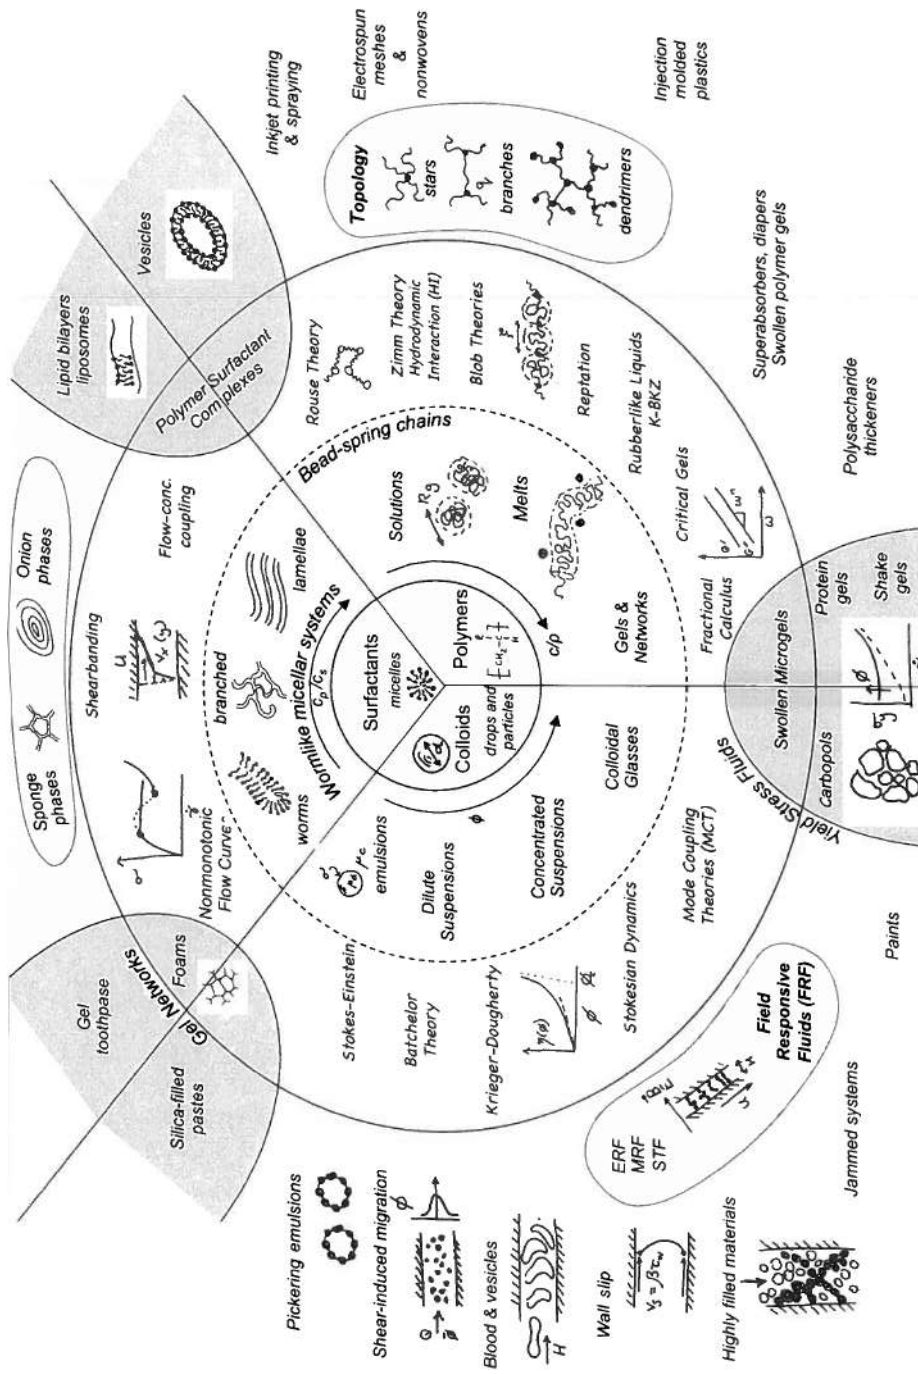 Sponge
phases
Onion
phases
Gel
toothpaste
Silica-filled
pastes
Foams
Gel Networks
Lipid bilayers
liposomes
Vesicles
Polymer Surfactant
Complexes
Shearbanding
Flow-conc.
coupling
Nonmonotonic
Flow Curves
worms
branched
lamellae
Wormlike micellar systems
cp/cs
Surfactants
micelles
Colloids
drops and
particles
Polymers
c/ρ
ϕ
Bead-spring chains
Solutions
Rg
Melts
Gels &
Networks
emulsions
Dilute
Suspensions
Concentrated
Suspensions
Colloidal
Glasses
Stokes-Einstein
Batchelor
Theory
Krieger-Dougherty
η(ϕ)
ϕ
Stokesian Dynamics
Mode Coupling
Theories (MCT)
Rouse Theory
Zimm Theory
Hydrodynamic
Interaction (HI)
Blob Theories
Reptation
Rubberlike Liquids
K-BKZ
Critical Gels
G'
G"
ω
Fractional
Calculus
Pickering emulsions
Shear-induced migration
ϕ
Blood & vesicles
H
Wall slip
Highly filled materials
Jammed systems
ERF
MRF
STF
Field
Responsive
Fluids (FRF)
Paints
Yield Stress Fluids
Swollen Microgels
Carbopols
Protein
gels
Shake
gels
σy
ϕ
Polysaccharide
thickeners
Superabsorbers, diapers
Swollen polymer gels
Inkjet printing
& spraying
Topology
stars
branches
dendrimers
Electrospun
meshes
&
nonwovens
Injection
molded
plastics